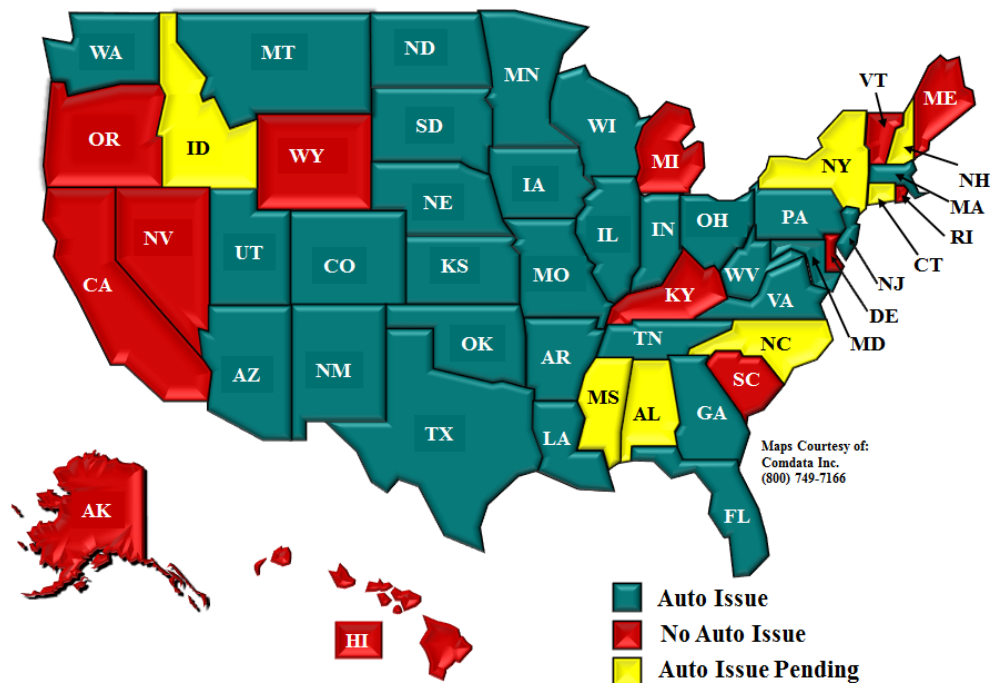 WA
MT
ND
MN
VT
ME
OR
ID
WY
SD
WI
MI
NY
NH
MA
RI
CT
NV
UT
NE
IA
IL
IN
OH
PA
NJ
CA
CO
KS
MO
KY
WV
VA
DE
MD
AZ
NM
OK
AR
TN
NC
SC
TX
LA
MS
AL
GA
FL
Maps Courtesy of:
Comdata Inc.
(800) 749-7166
AK
HI
Auto Issue
No Auto Issue
Auto Issue Pending